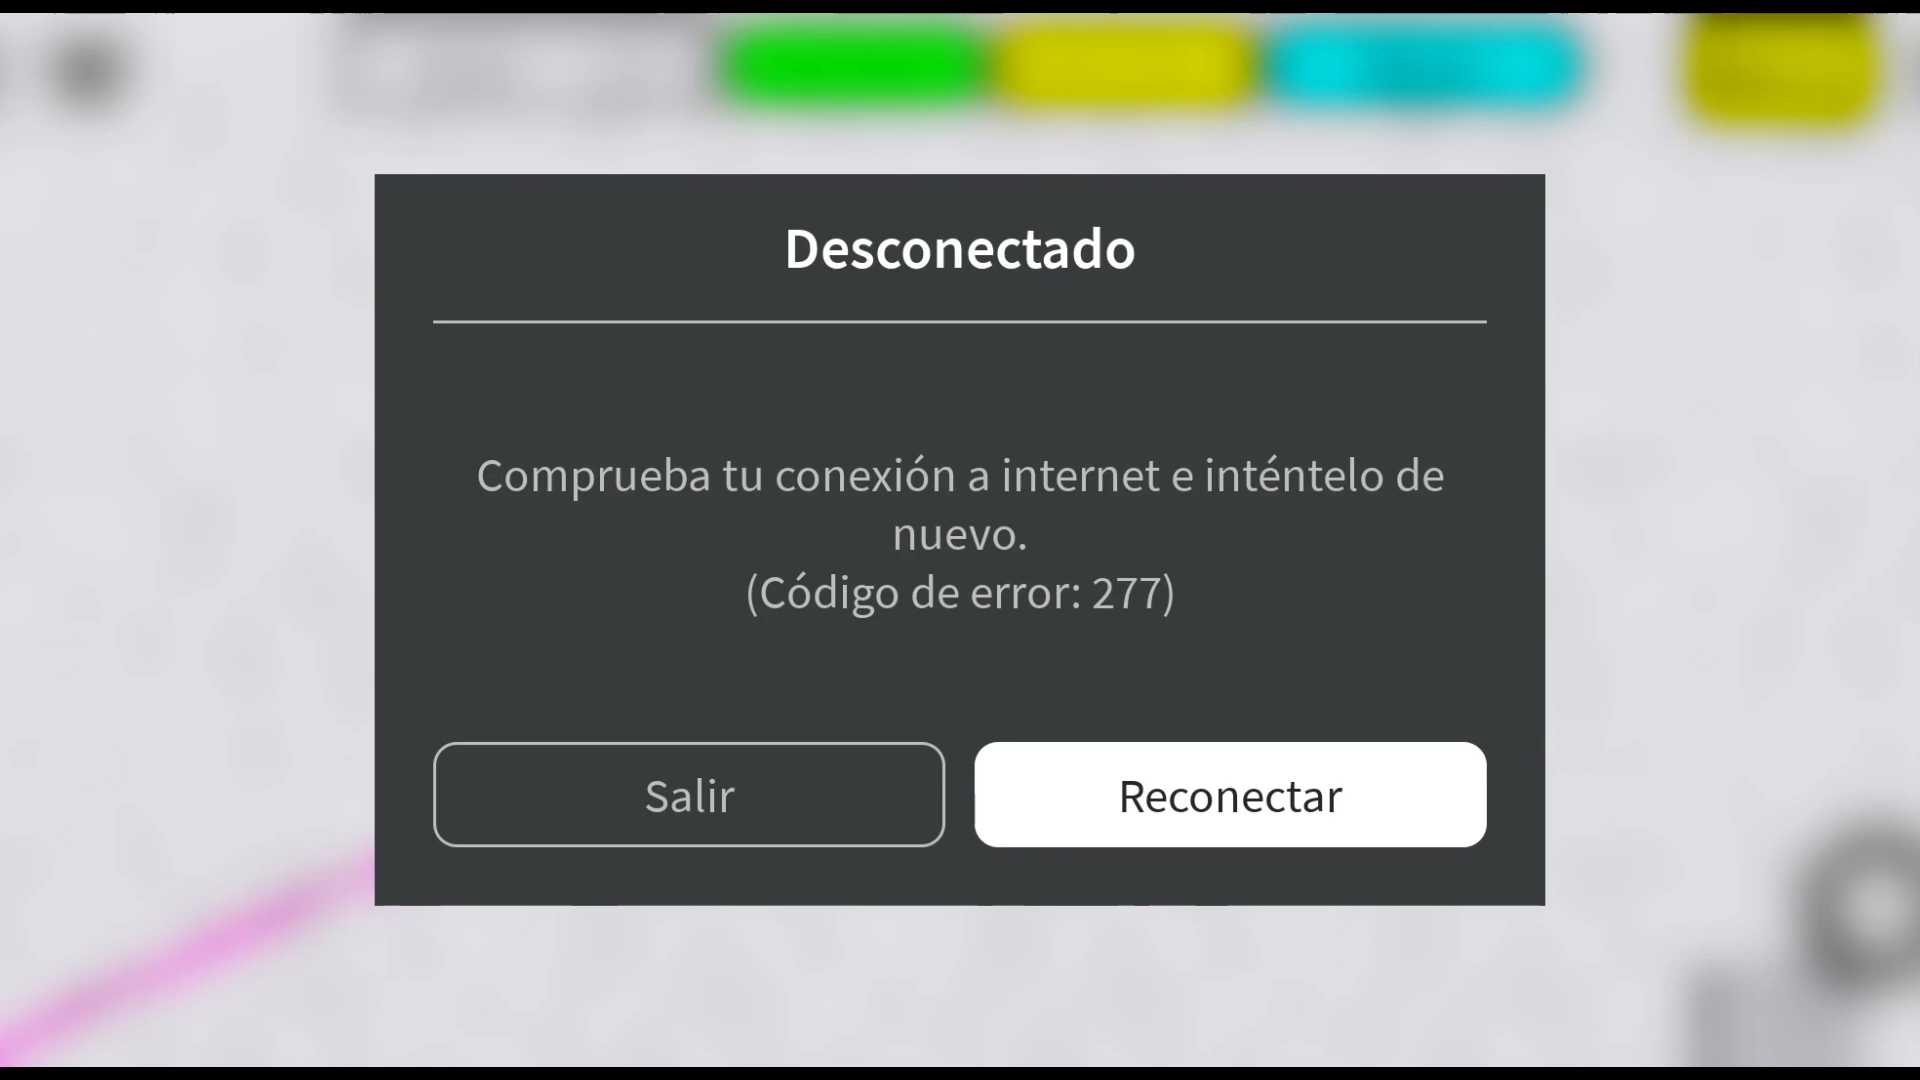 Desconectado
Comprueba tu conexión a internet e inténtelo de
nuevo.
(Código de error: 277)
Salir
Reconectar